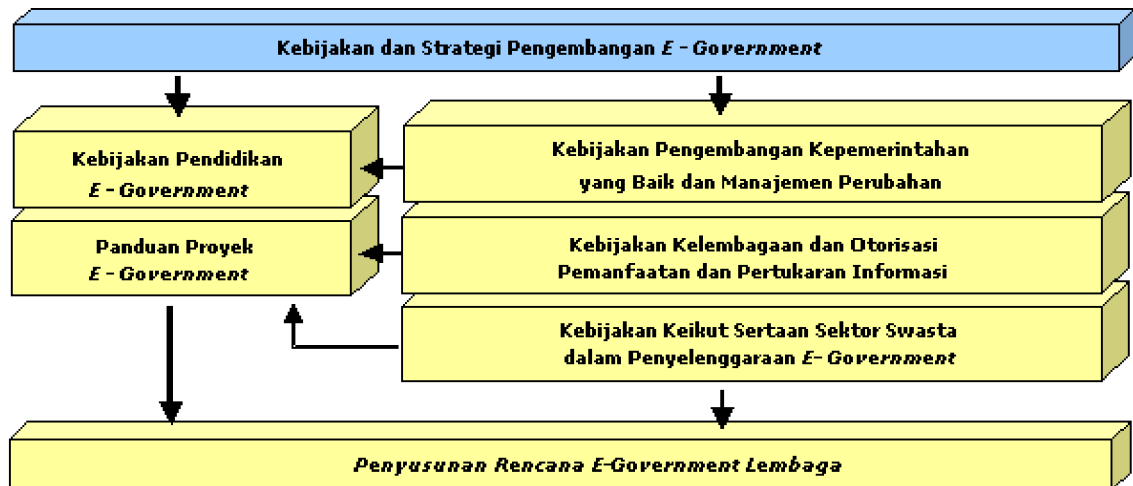 Kebijakan dan Strategi Pengembangan E - Government
Kebijakan Pendidikan
E - Government
Panduan Proyek
E - Government
Kebijakan Pengembangan Kepemerintahan
yang Baik dan Manajemen Perubahan
Kebijakan Kelembagaan dan Otorisasi
Pemanfaatan dan Pertukaran Informasi
Kebijakan Keikut Sertaan Sektor Swasta
dalam Penyelenggaraan E- Government
Penyusunan Rencana E-Government Lembaga